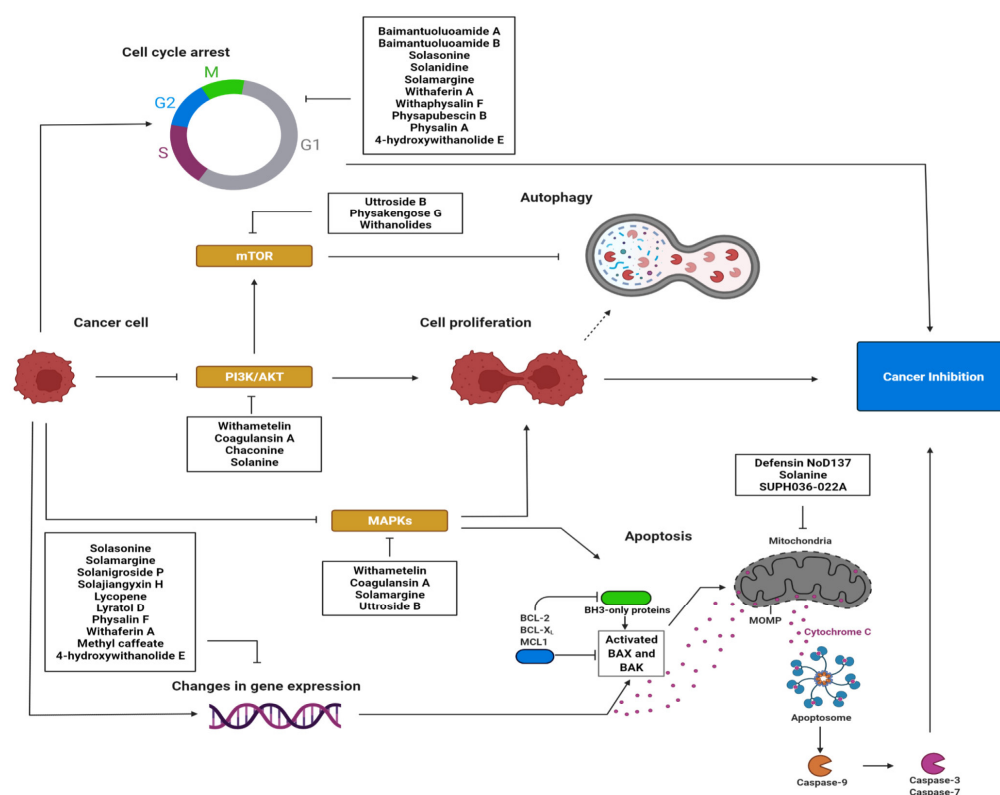 Cell cycle arrest
M
G2
S
G1
Baimantuoluoamide A
Baimantuoluoamide B
Solasonine
Solanidine
Solamargine
Withaferin A
Withaphysalin F
Physapubescin B
Physalin A
4-hydroxywithanolide E
Uttroside B
Physakengose G
Withanolides
Autophagy
mTOR
Cancer cell
Cell proliferation
PI3K/AKT
Cancer Inhibition
Withametelin
Coagulansin A
Chaconine
Solanine
Defensin NoD137
Solanine
SUPH036-022A
MAPKs
Apoptosis
Mitochondria
Solasonine
Solamargine
Solanigroside P
Solajiangyxin H
Lycopene
Lyratol D
Physalin F
Withaferin A
Methyl caffeate
4-hydroxywithanolide E
Withametelin
Coagulansin A
Solamargine
Uttroside B
BH3-only proteins
BCL-2
BCL-XL
MCL1
Activated
BAX and
BAK
MOMP
Cytochrome C
Changes in gene expression
Apoptosome
Caspase-9
Caspase-3
Caspase-7